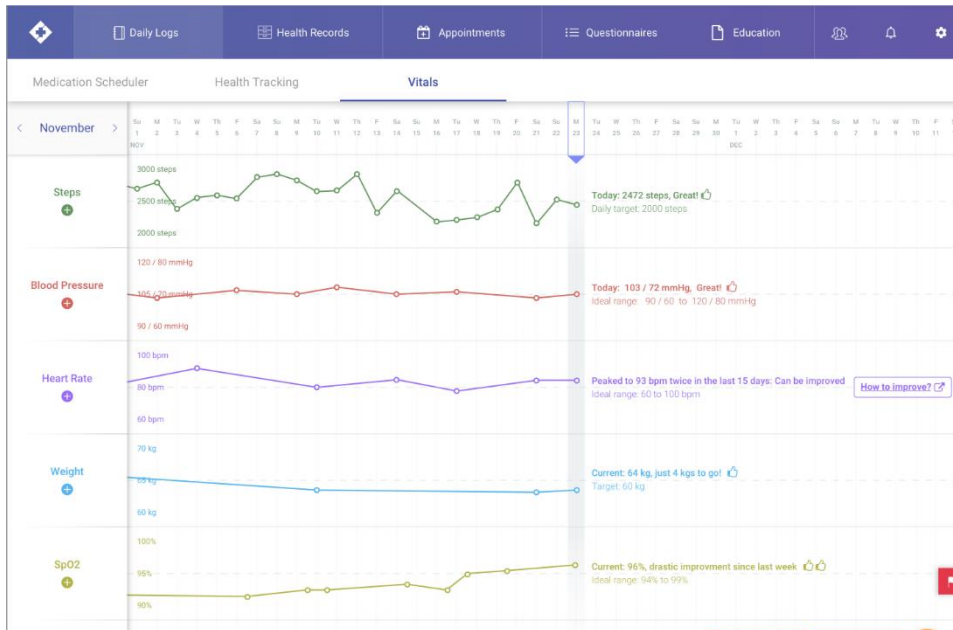 Daily Logs
Health Records
Appointments
Questionnaires
Education
Medication Scheduler
Health Tracking
Vitals
November
Su M Tu W Th F Sa Su M Tu W Th F Sa Su M Tu W Th F Sa Su M Tu W Th F Sa Su M Tu W Th F Sa Su M Tu W Th F
1 2 3 4 5 6 7 8 9 10 11 12 13 14 15 16 17 18 19 20 21 22 23 24 25 26 27 28 29 30 1 2 3 4 5 6 7 8 9 10 11
NOV DEC
Steps
3000 steps
2500 steps
2000 steps
Today: 2472 steps, Great!
Daily target: 2000 steps
Blood Pressure
120 / 80 mmHg
105 / 70 mmHg
90 / 60 mmHg
Today: 103 / 72 mmHg, Great!
Ideal range: 90 / 60 to 120 / 80 mmHg
Heart Rate
100 bpm
80 bpm
60 bpm
Peaked to 93 bpm twice in the last 15 days: Can be improved
Ideal range: 60 to 100 bpm
How to improve?
Weight
70 kg
65 kg
60 kg
Current: 64 kg, just 4 kgs to go!
Target: 60 kg
SpO2
100%
95%
90%
Current: 96%, drastic improvment since last week
Ideal range: 94% to 99%